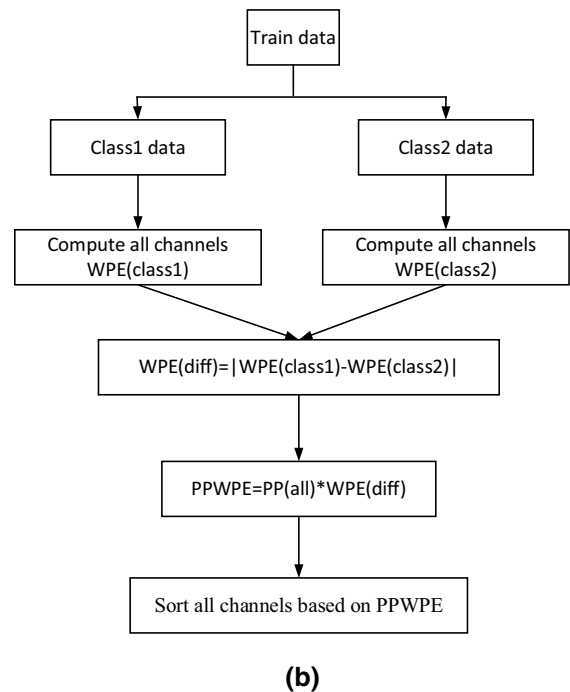 Train data
Class1 data
Class2 data
Compute all channels
WPE(class1)
Compute all channels
WPE(class2)
WPE(diff)=|WPE(class1)-WPE(class2)|
PPWPE=PP(all)*WPE(diff)
Sort all channels based on PPWPE
(b)